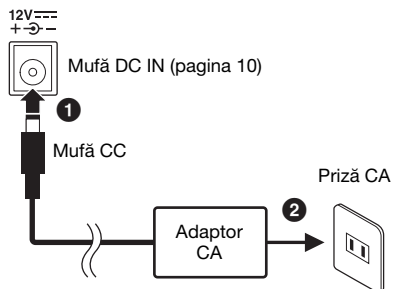 12V
Mufă DC IN (pagina 10)
1
Mufă CC
Priză CA
2
Adaptor
CA